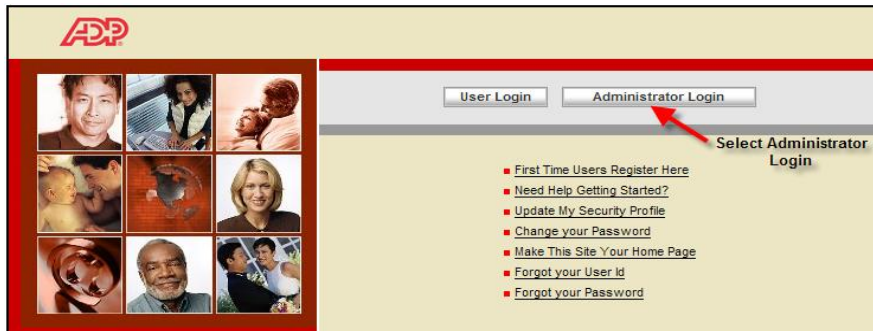 ADP
User Login
Administrator Login
Select Administrator
Login
First Time Users Register Here
Need Help Getting Started?
Update My Security Profile
Change your Password
Make This Site Your Home Page
Forgot your User Id
Forgot your Password